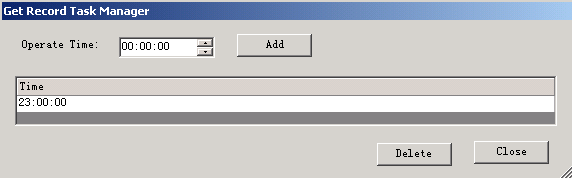 Get Record Task Manager
Operate Time: 00:00:00 Add
Time
23:00:00
Delete Close